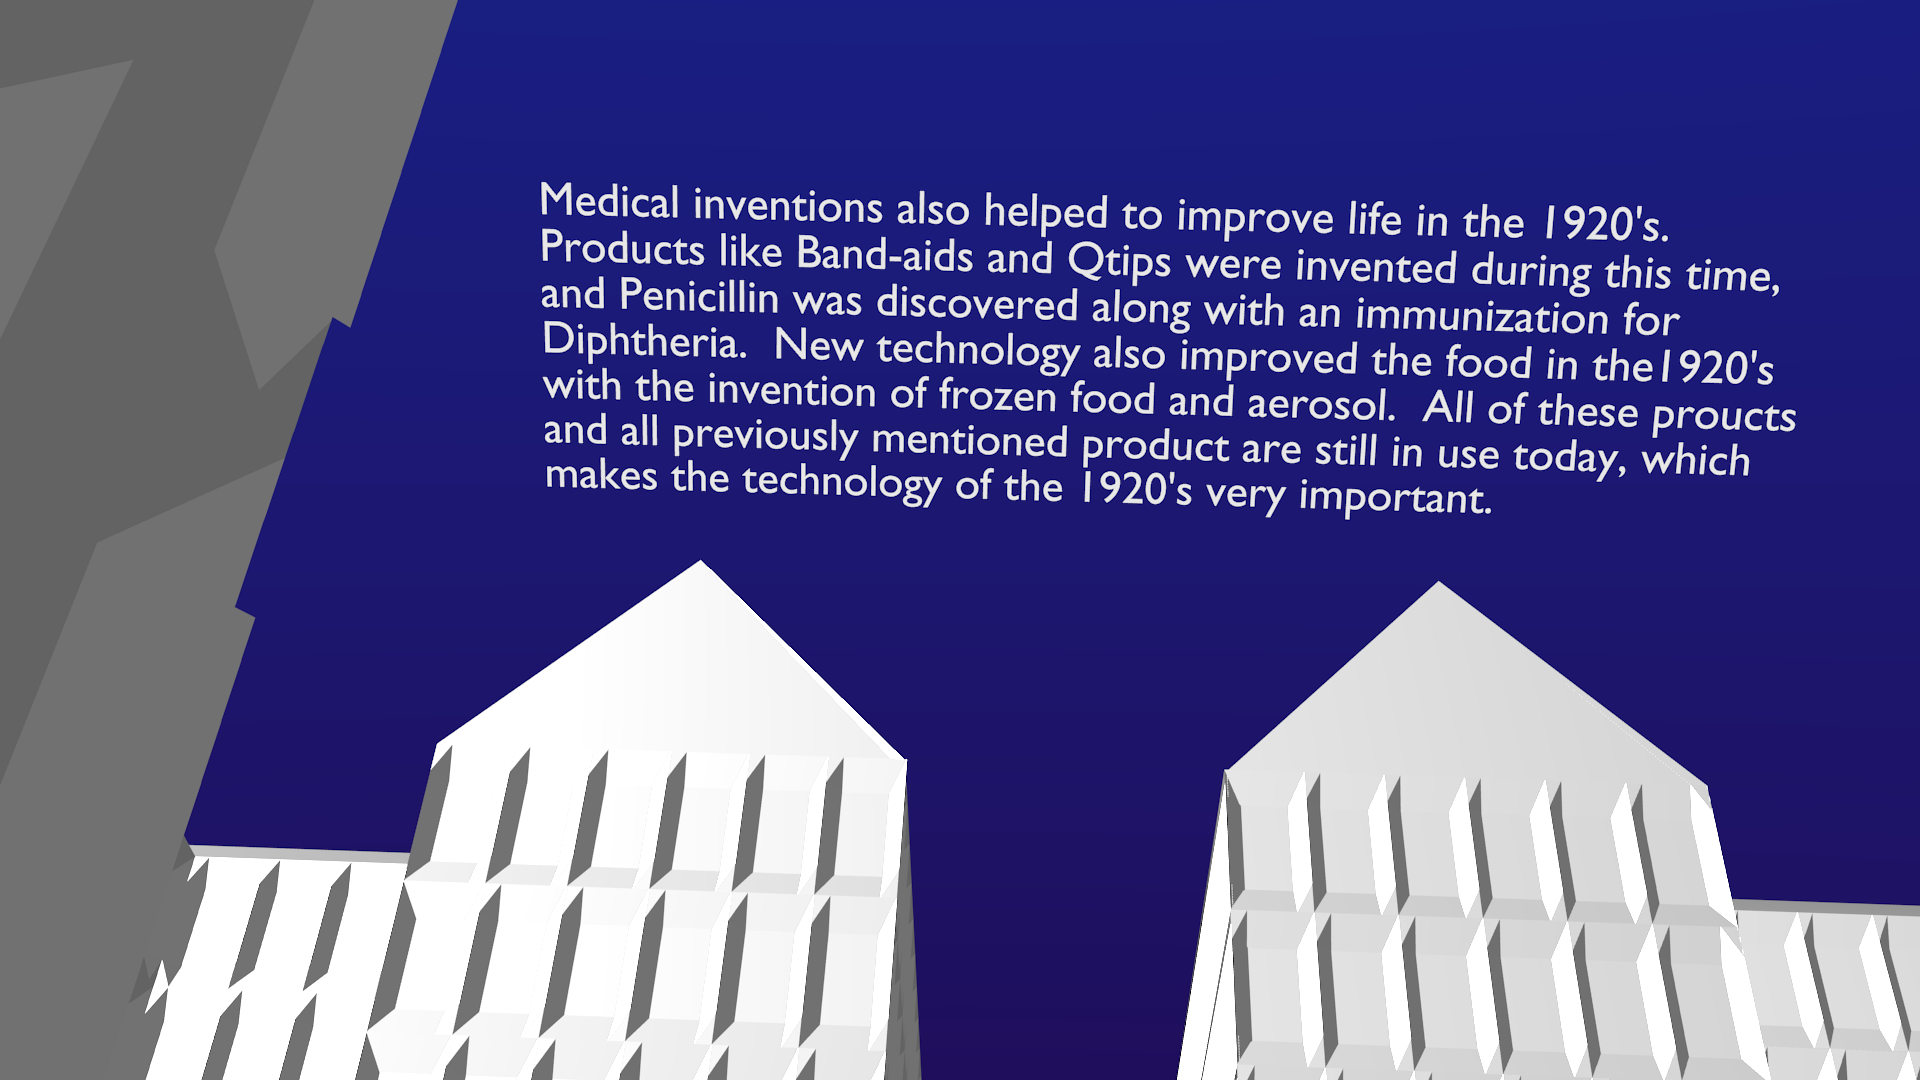 Medical inventions also helped to improve life in the 1920's.
Products like Band-aids and Qtips were invented during this time,
and Penicillin was discovered along with an immunization for
Diphtheria.  New technology also improved the food in the1920's
with the invention of frozen food and aerosol.  All of these proucts
and all previously mentioned product are still in use today, which
makes the technology of the 1920's very important.